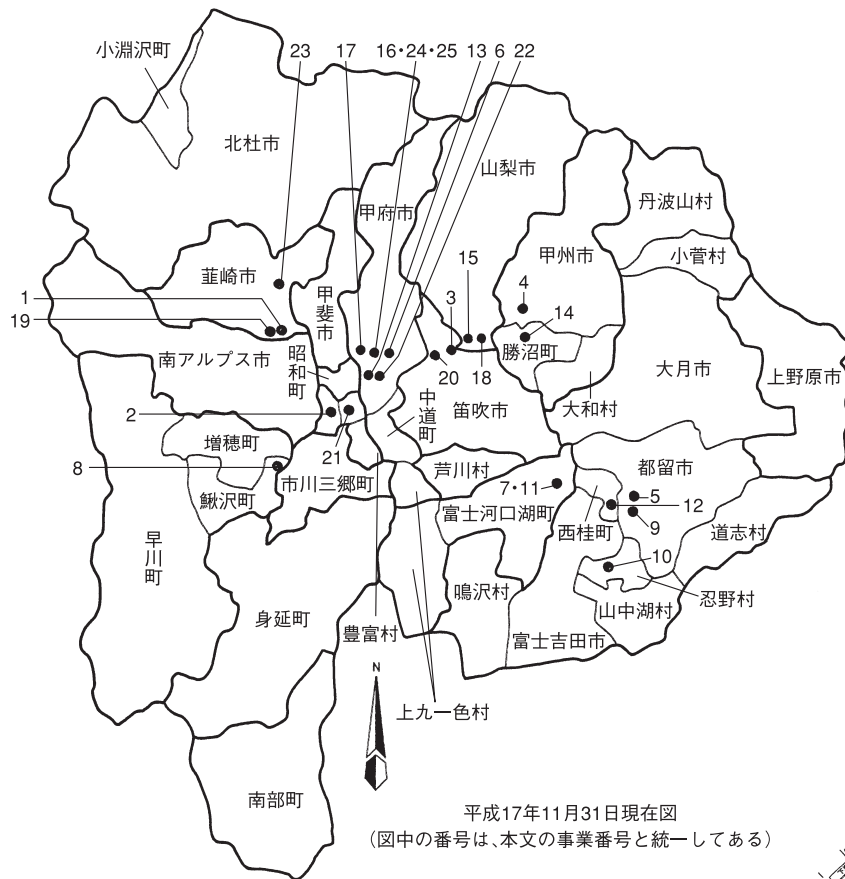 小淵沢町
23
17
16・24・25
13
6
22
北杜市
山梨市
丹波山村
甲府市
小菅村
甲州市
韮崎市
15
4
1
甲斐市
3
14
19
南アルプス市
昭和町
勝沼町
大月市
上野原市
20
18
2
中道町
笛吹市
大和村
増穂町
21
芦川村
都留市
8
市川三郷町
7・11
5
鰍沢町
富士河口湖町
西桂町
12
9
道志村
早川町
10
鳴沢村
忍野村
山中湖村
身延町
豊富村
富士吉田市
N
上九一色村
南部町
平成17年11月31日現在図
(図中の番号は、本文の事業番号と統一してある)